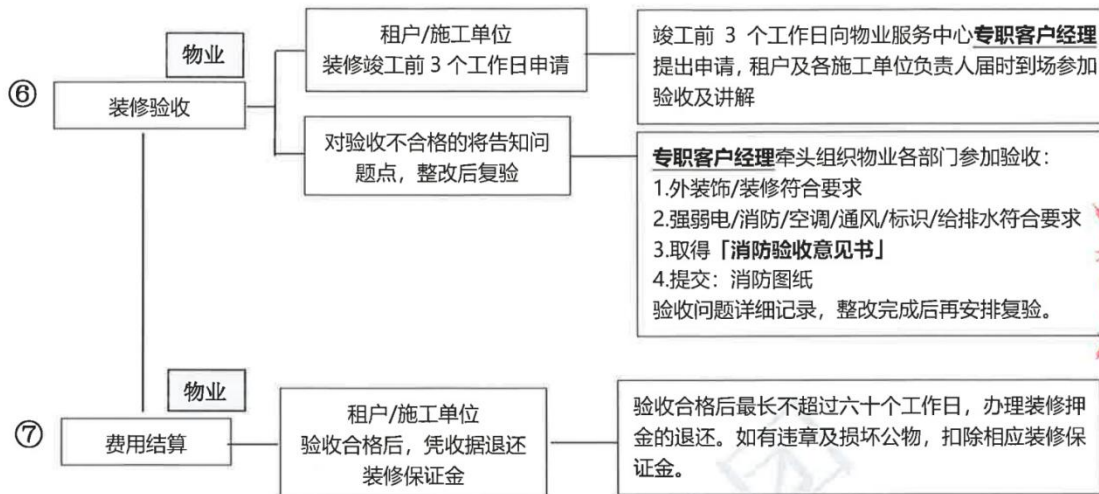 ⑥
物业
装修验收
租户/施工单位
装修竣工前3个工作日申请
竣工前 3 个工作日向物业服务中心专职客户经理
提出申请，租户及各施工单位负责人届时到场参加
验收及讲解
对验收不合格的将告知问
题点，整改后复验
专职客户经理牵头组织物业各部门参加验收：
1.外装饰/装修符合要求
2.强弱电/消防/空调/通风/标识/给排水符合要求
3.取得「消防验收意见书」
4.提交：消防图纸
验收问题详细记录，整改完成后再安排复验。
⑦
物业
费用结算
租户/施工单位
验收合格后，凭收据退还
装修保证金
验收合格后最长不超过六十个工作日，办理装修押
金的退还。如有违章及损坏公物，扣除相应装修保
证金。